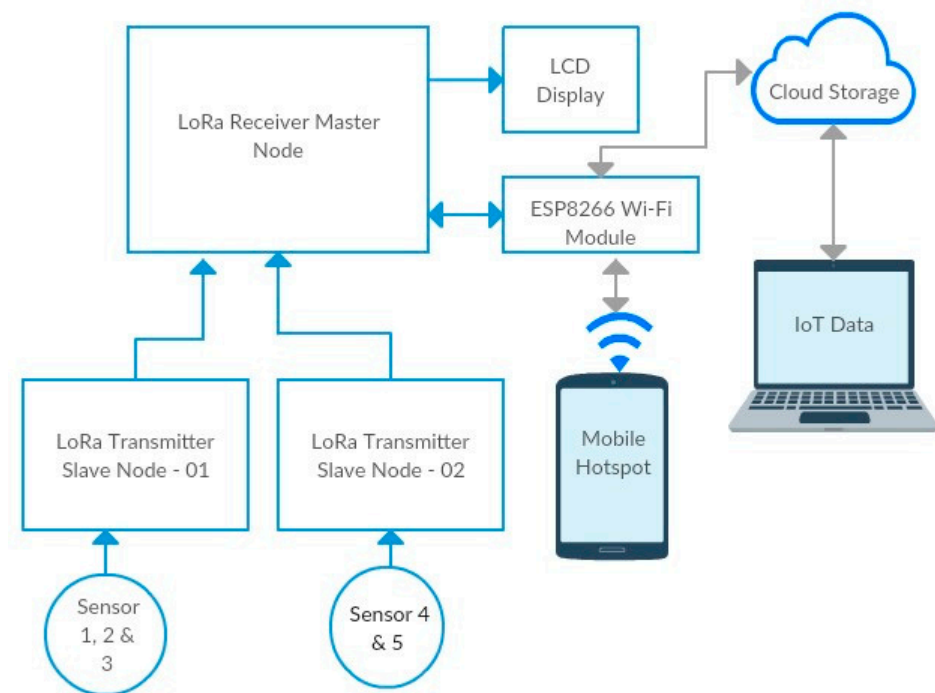 LoRa Receiver Master
Node
LCD
Display
Cloud Storage
ESP8266 Wi-Fi
Module
IoT Data
LoRa Transmitter
Slave Node - 01
LoRa Transmitter
Slave Node - 02
Mobile
Hotspot
Sensor
1, 2 &
3
Sensor 4
& 5